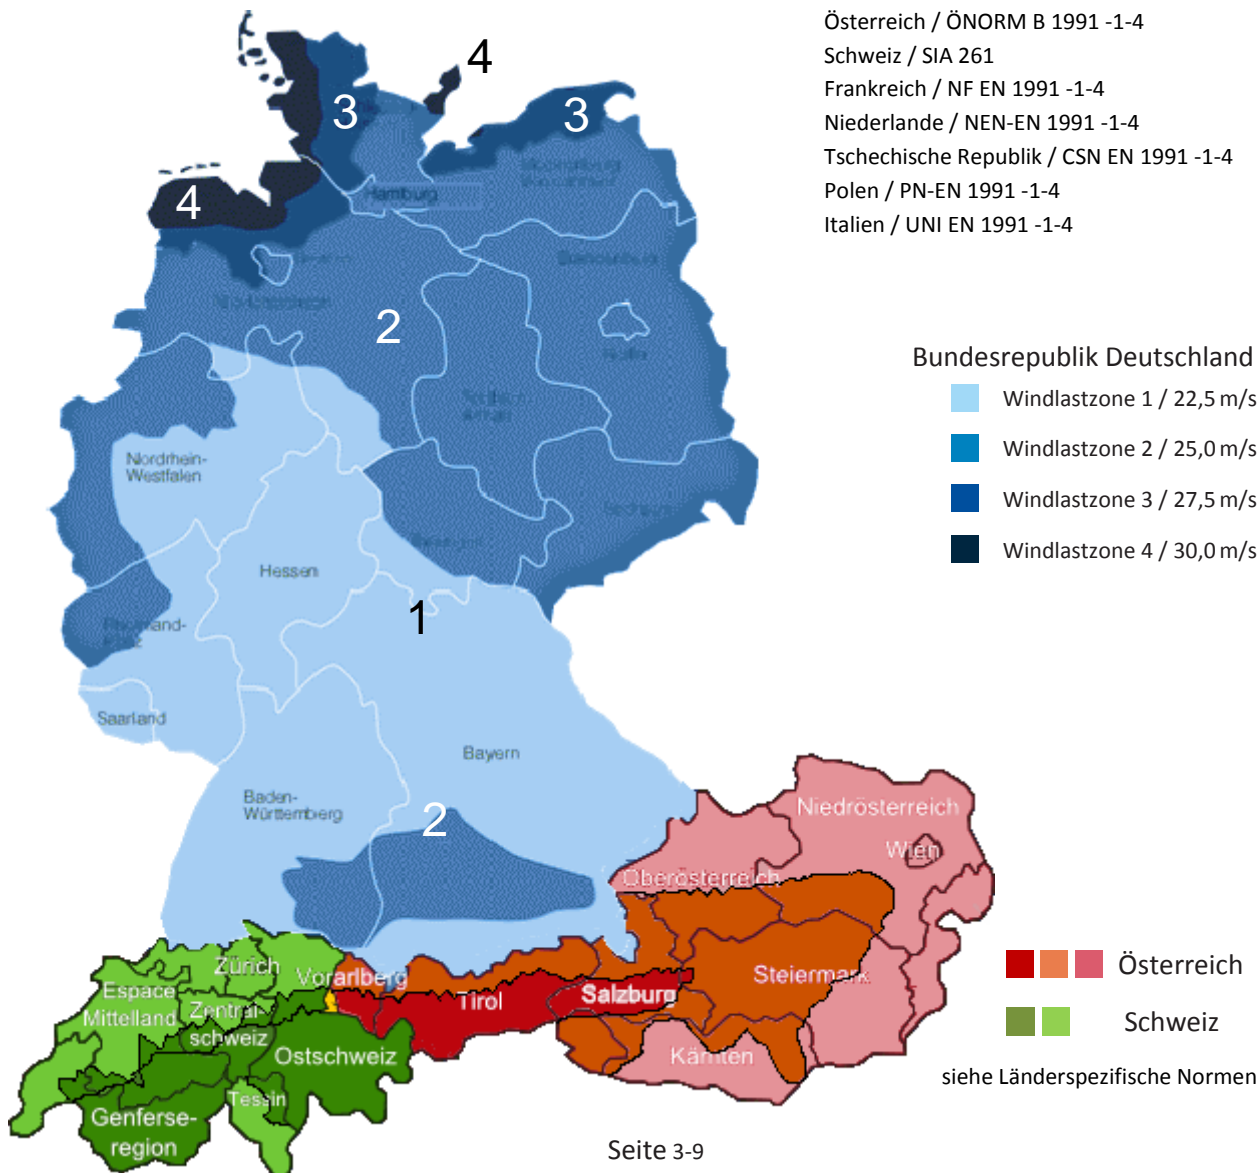 Österreich / ÖNORM B 1991 -1-4
Schweiz / SIA 261
Frankreich / NF EN 1991 -1-4
Niederlande / NEN-EN 1991 -1-4
Tschechische Republik / CSN EN 1991 -1-4
Polen / PN-EN 1991 -1-4
Italien / UNI EN 1991 -1-4
4
3
3
4
Hamburg
2
Bundesrepublik Deutschland
Windlastzone 1 / 22,5 m/s
Windlastzone 2 / 25,0 m/s
Windlastzone 3 / 27,5 m/s
Windlastzone 4 / 30,0 m/s
Nordrhein-
Westfalen
Hessen
1
Saarland
Bayern
Baden-
Württemberg
2
Niedrösterreich
Wien
Oberösterreich
Zürich
Vorarlberg
Espace
Mittelland
Zentral-
schweiz
Tirol
Salzburg
Steiermark
Ostschweiz
Kärnten
Tessin
Genferse-
region
Österreich
Schweiz
siehe Länderspezifische Normen
Seite 3-9